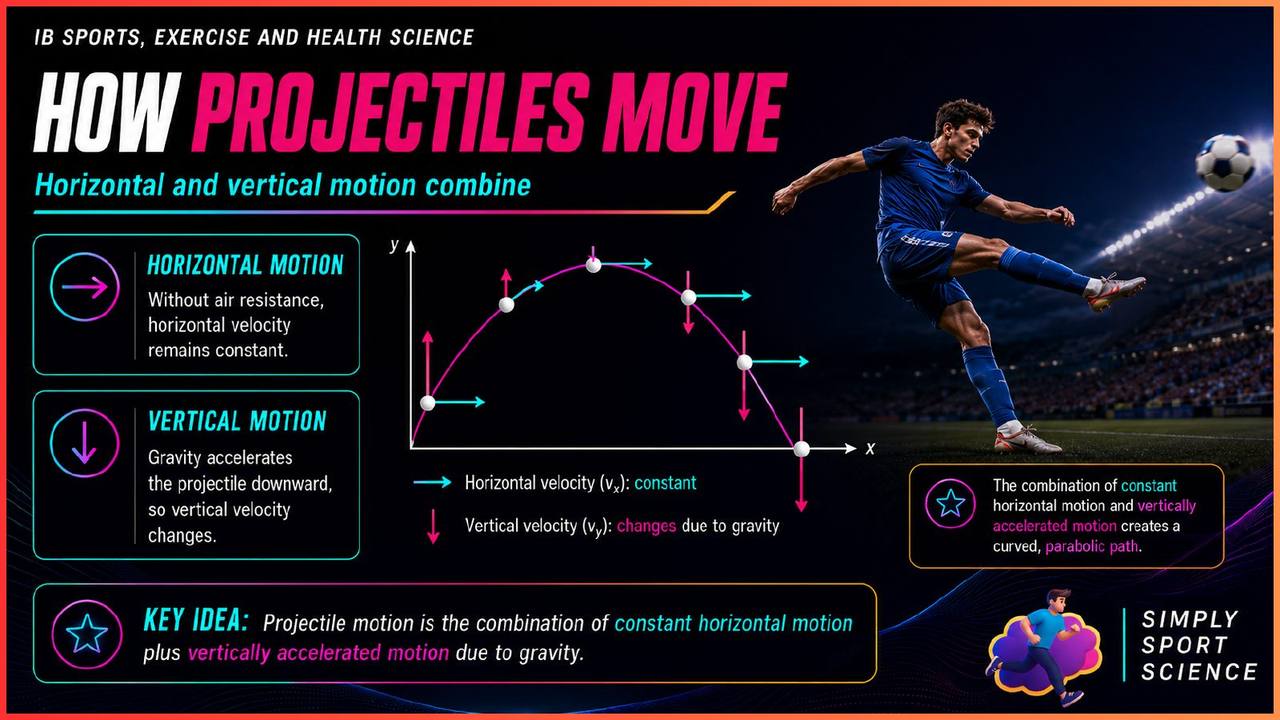 IB SPORTS, EXERCISE AND HEALTH SCIENCE
HOW PROJECTILES MOVE
Horizontal and vertical motion combine
HORIZONTAL MOTION
Without air resistance,
horizontal velocity
remains constant.
VERTICAL MOTION
Gravity accelerates
the projectile downward,
so vertical velocity
changes.
y
x
Horizontal velocity (vₓ): constant
Vertical velocity (vᵧ): changes due to gravity
The combination of constant
horizontal motion and vertically
accelerated motion creates a
curved, parabolic path.
KEY IDEA: Projectile motion is the combination of constant horizontal motion
plus vertically accelerated motion due to gravity.
SIMPLY
SPORT
SCIENCE